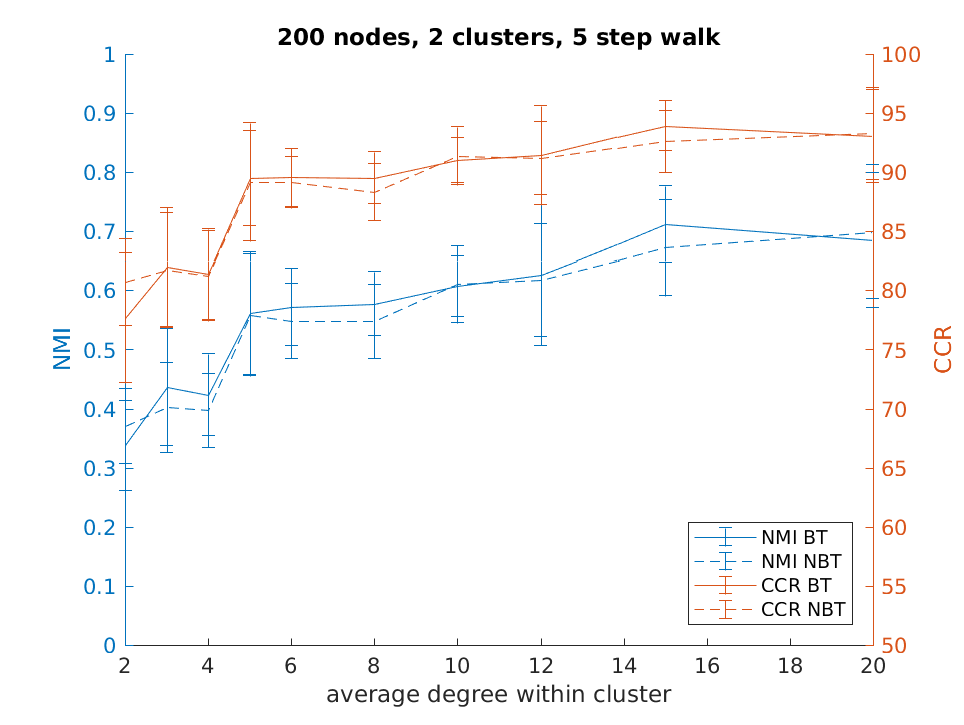 200 nodes, 2 clusters, 5 step walk
1
0.9
0.8
0.7
0.6
0.5
0.4
0.3
0.2
0.1
0
NMI
100
95
90
85
80
75
70
65
60
55
50
CCR
NMI BT
NMI NBT
CCR BT
CCR NBT
2 4 6 8 10 12 14 16 18 20
average degree within cluster